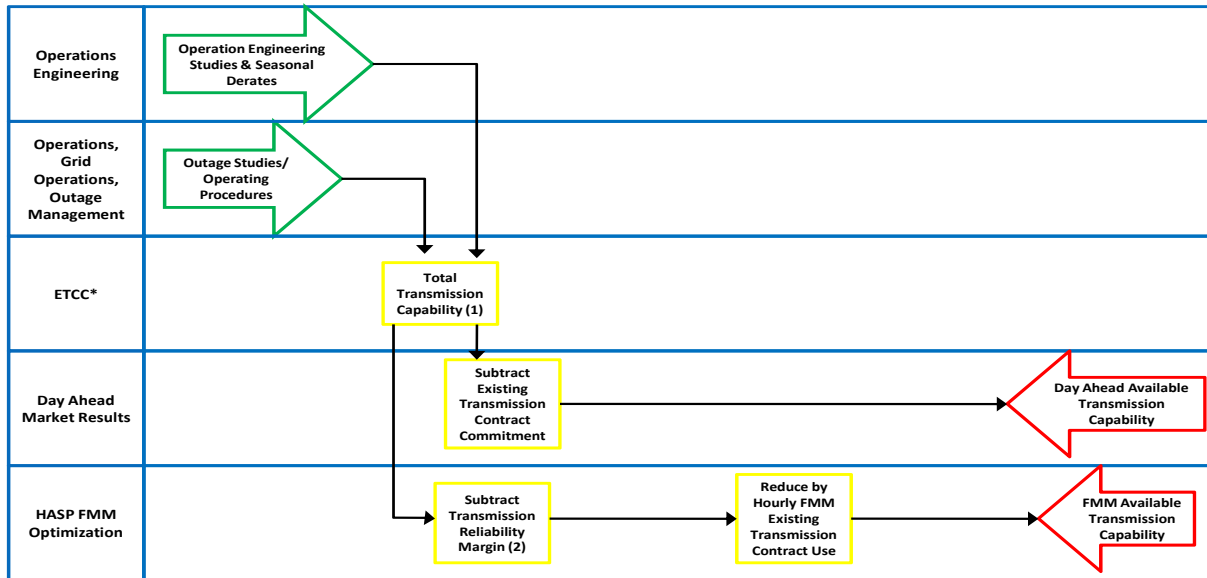 Operations
Engineering
Operation Engineering
Studies & Seasonal
Derates
Operations,
Grid
Operations,
Outage
Management
Outage Studies/
Operating
Procedures
ETCC*
Total
Transmission
Capability (1)
Day Ahead
Market Results
Subtract
Existing
Transmission
Contract
Commitment
Day Ahead Available
Transmission
Capability
HASP FMM
Optimization
Subtract
Transmission
Reliability
Margin (2)
Reduce by
Hourly FMM
Existing
Transmission
Contract Use
FMM Available
Transmission
Capability